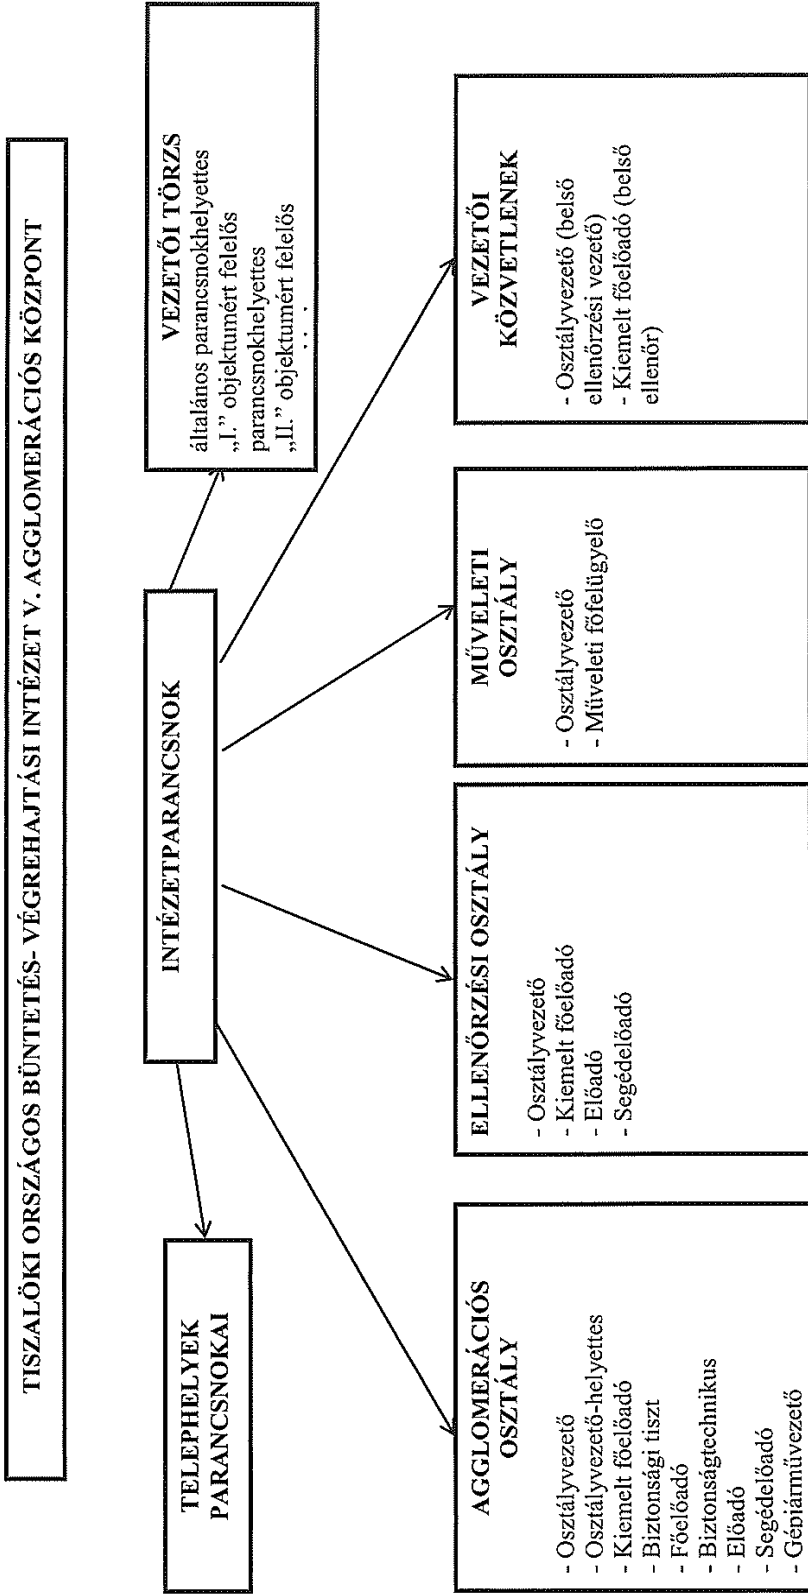 TISZALÖKI ORSZÁGOS BÜNTETÉS- VÉGREHAJTÁSI INTÉZET V. AGGLOMERÁCIÓS KÖZPONT
TELEPHELYEK
PARANCSNOKAI
INTÉZETPARANCSNOK
VEZETŐI TÖRZS
általános parancsnokhelyettes
„I.” objektumért felelős
parancsnokhelyettes
„II.” objektumért felelős
AGGLOMERÁCIÓS
OSZTÁLY
- Osztályvezető
- Osztályvezető-helyettes
- Kiemelt főelőadó
- Biztonsági tiszt
- Főelőadó
- Biztonságtechnikus
- Előadó
- Segédelőadó
- Gépjárművezető
ELLENŐRZÉSI OSZTÁLY
- Osztályvezető
- Kiemelt főelőadó
- Előadó
- Segédelőadó
MŰVELETI
OSZTÁLY
- Osztályvezető
- Műveleti főfelügyelő
VEZETŐI
KÖZVETLENEK
- Osztályvezető (belső
ellenőrzési vezető)
- Kiemelt főelőadó (belső
ellenőr)